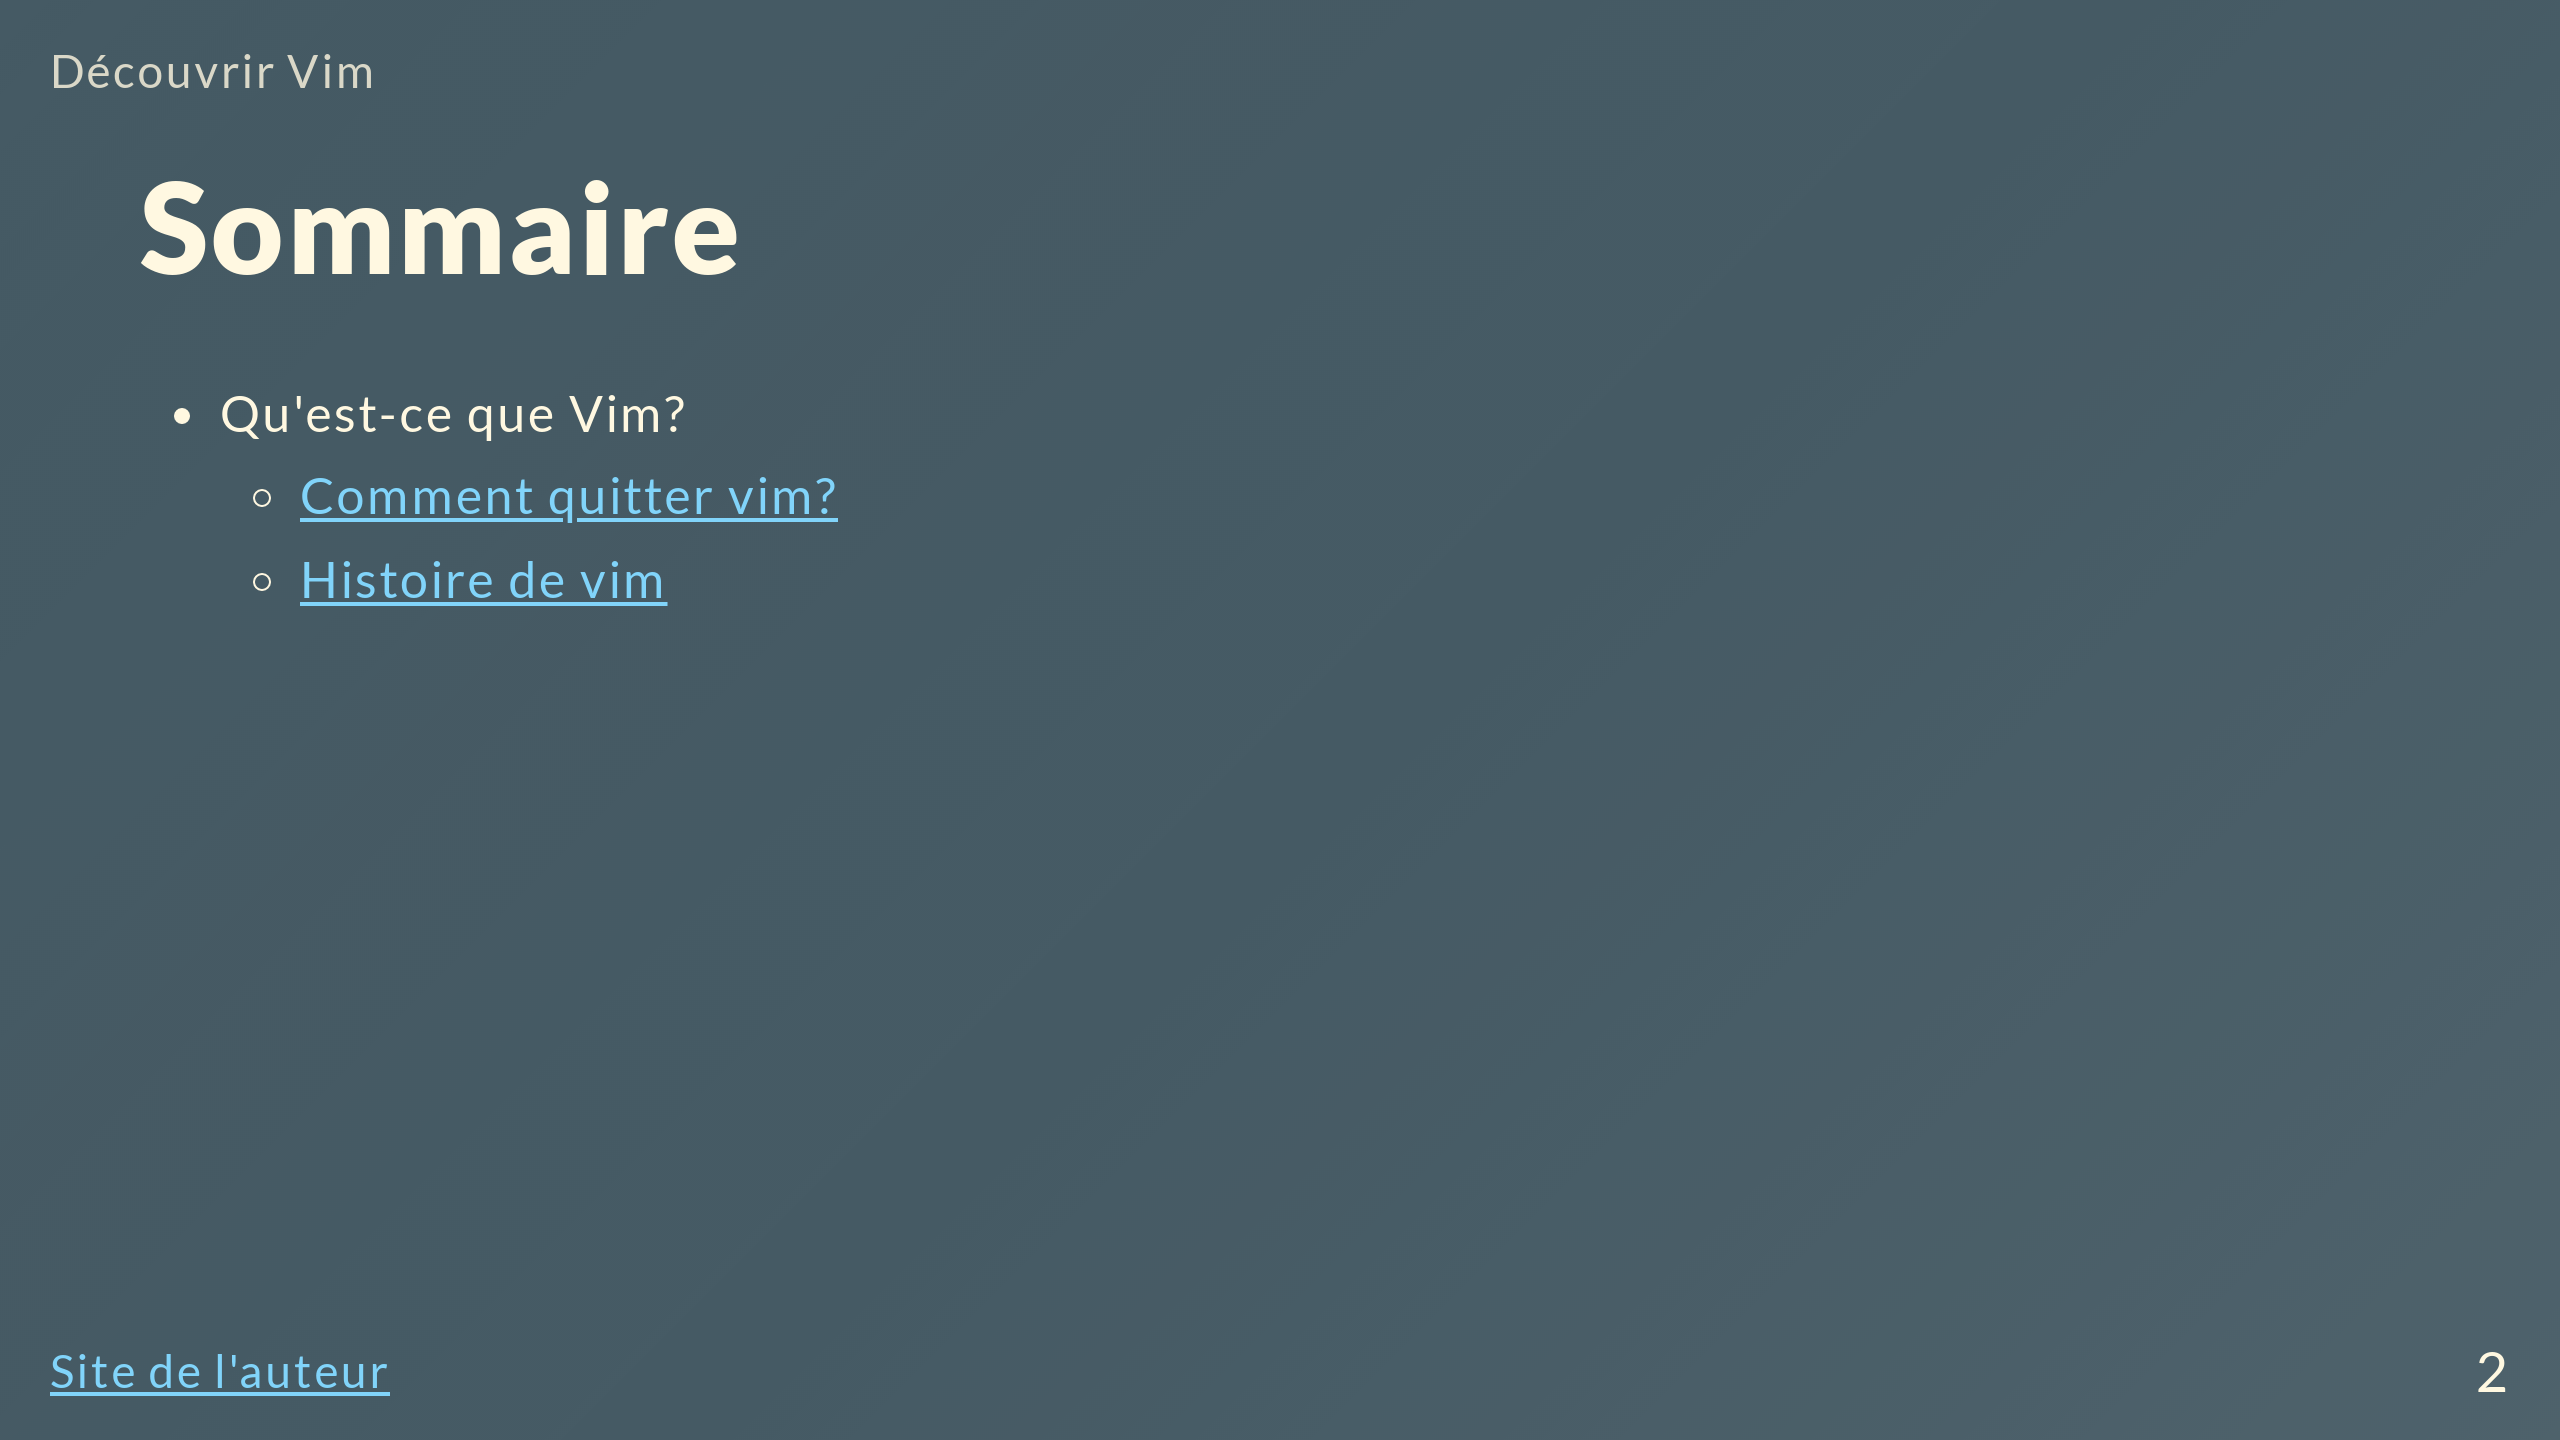 Découvrir Vim
Sommaire
Qu'est-ce que Vim?
Comment quitter vim?
Histoire de vim
Site de l'auteur
2